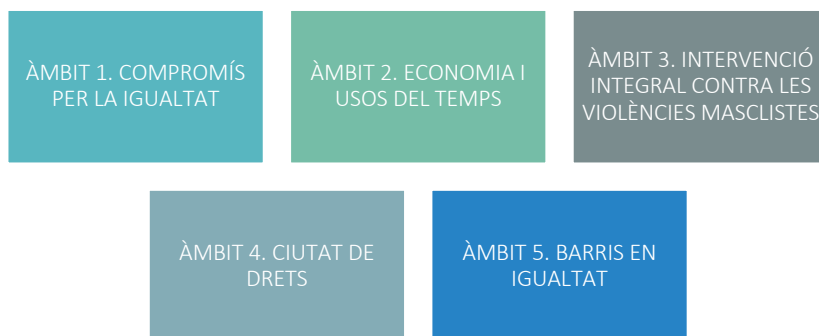 ÀMBIT 1. COMPROMÍS
PER LA IGUALTAT
ÀMBIT 2. ECONOMIA I
USOS DEL TEMPS
ÀMBIT 3. INTERVENCIÓ
INTEGRAL CONTRA LES
VIOLÈNCIES MASCLISTES
ÀMBIT 4. CIUTAT DE
DRETS
ÀMBIT 5. BARRIS EN
IGUALTAT